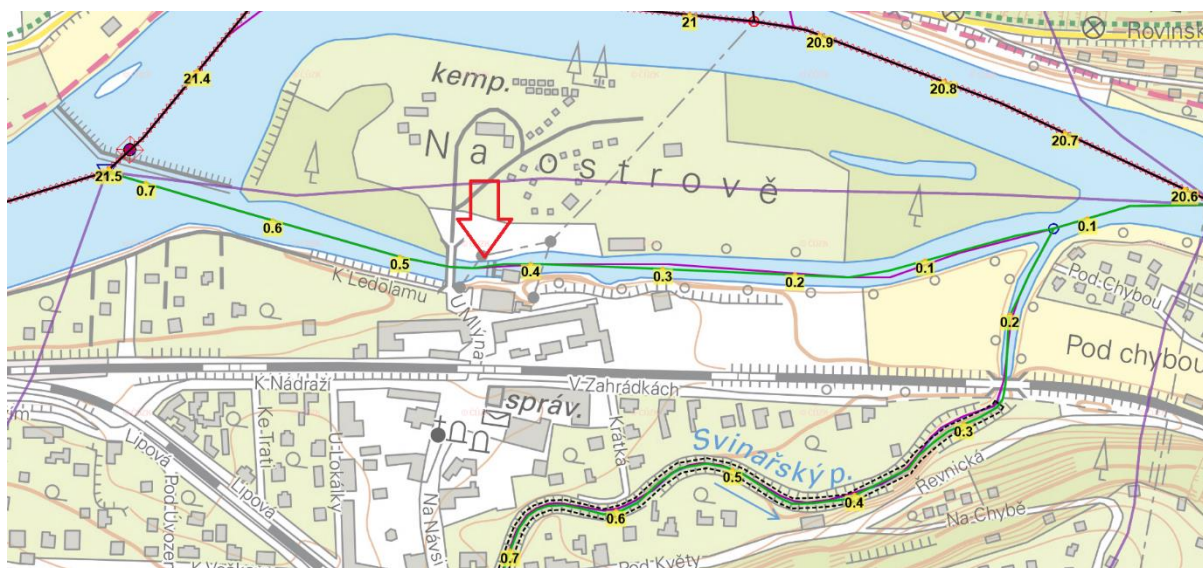 21
20.9
Rovinsk
21.4
kemp.
20.8
20.7
Na ostrově
21.5
0.7
20.6
0.6
0.1
0.5
0.4
0.3
0.2
0.1
K Ledolamu
Pod Chybou
U Mlýna
0.2
Pod chybou
K Nádraží
V Zahrádkách
správ.
Ke Trati
U Lokálky
Krátká
0.3
Svinařský p.
Lipová
Pod Úvozem
Lipová
0.5
0.4
Řevnická
Na Chybě
0.6
Na Návsi
0.7
Pod Květy